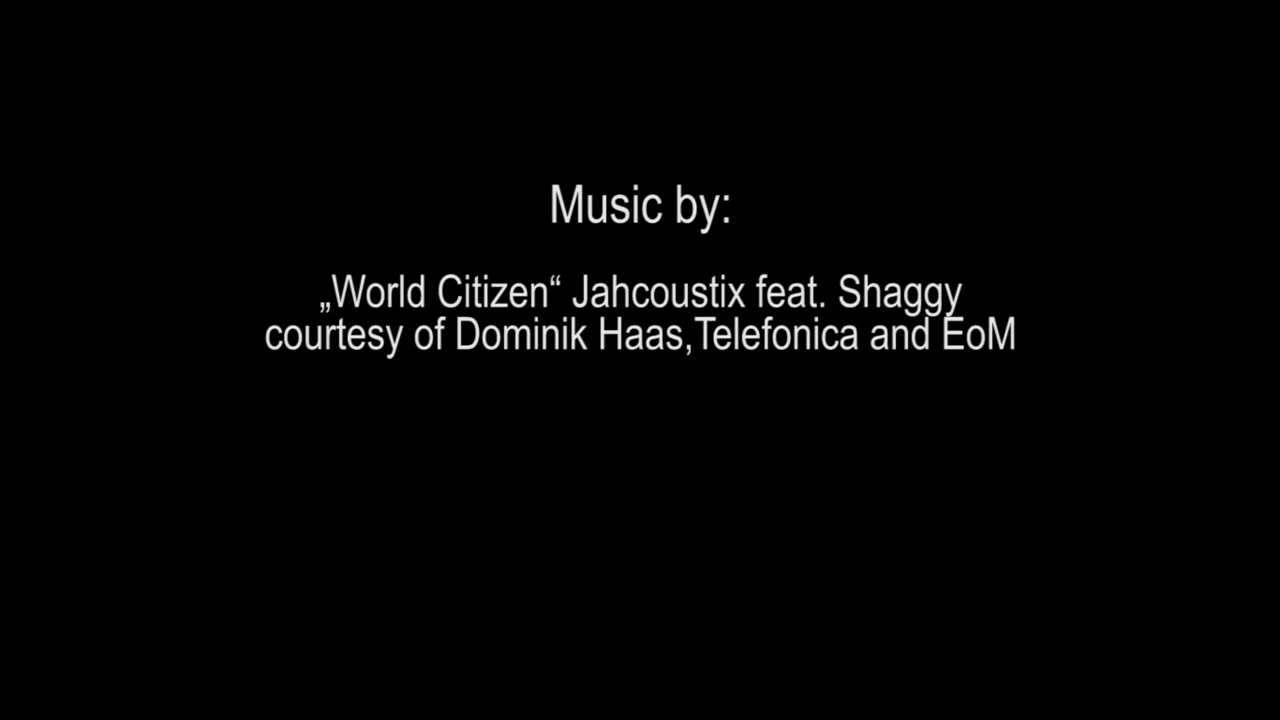 Music by:
„World Citizen“ Jahcoustix feat. Shaggy
courtesy of Dominik Haas,Telefonica and EoM